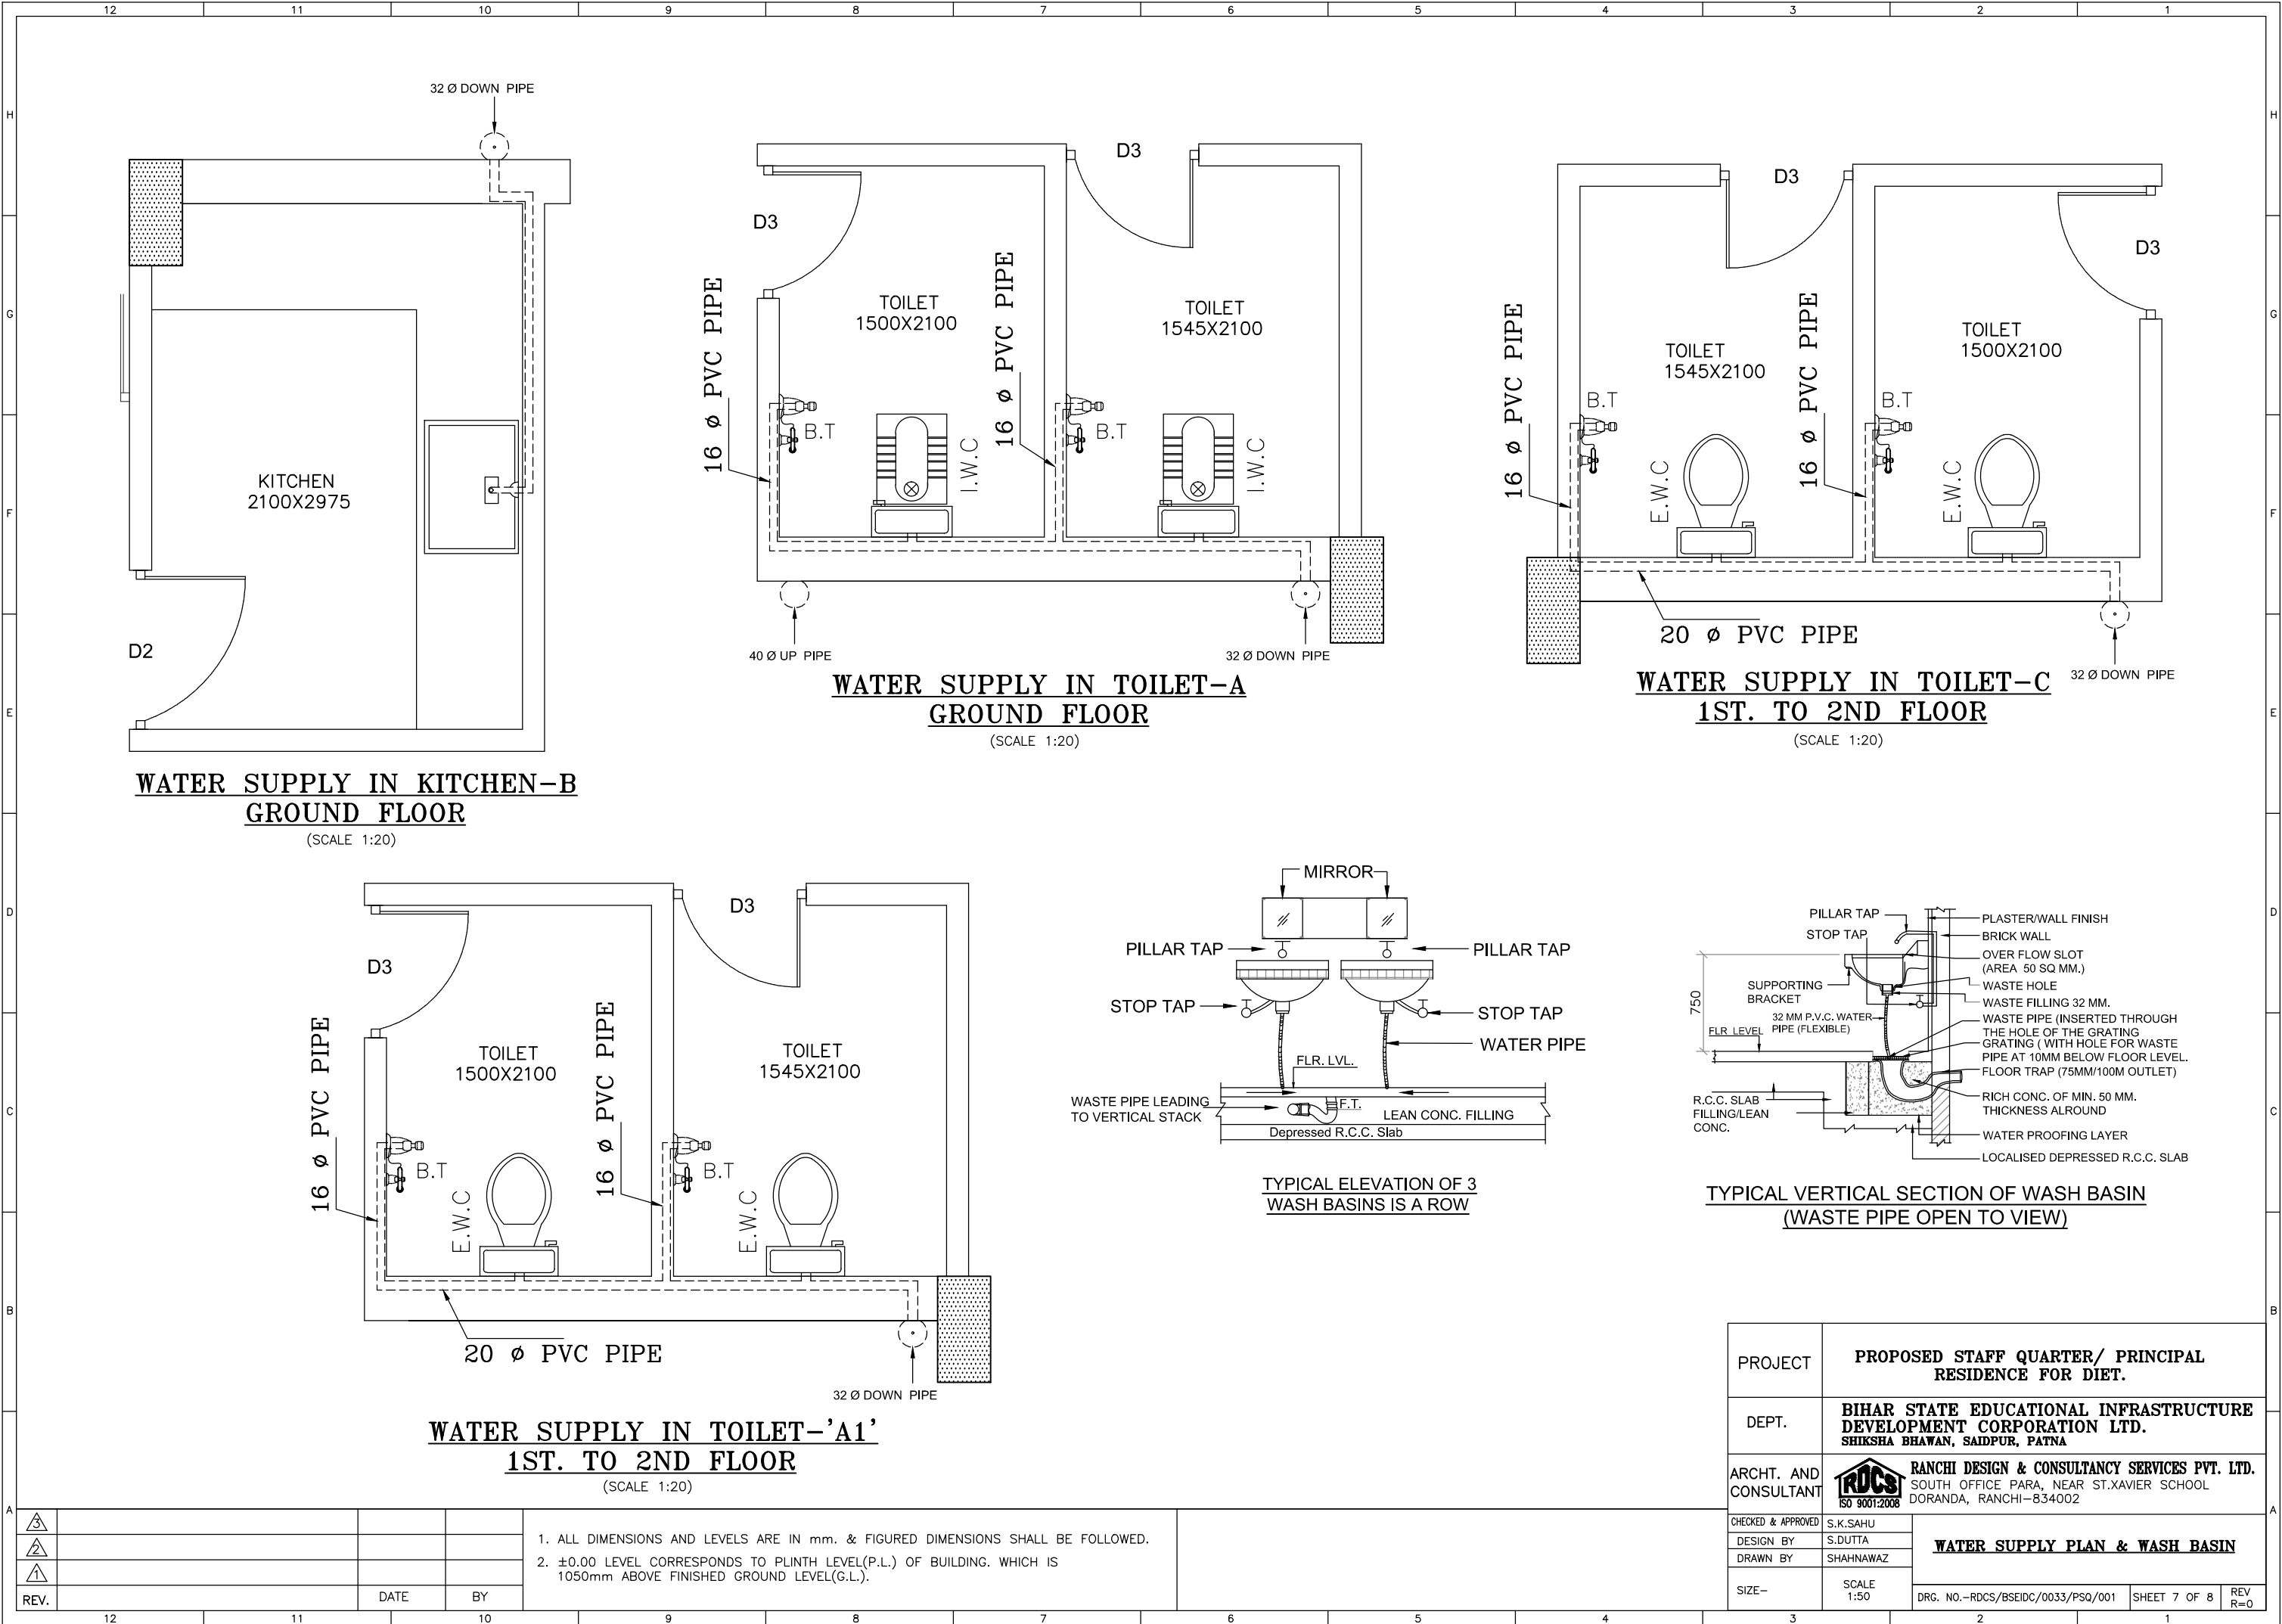 12 11 10 9 8 7 6 5 4 3 2 1
H
G
F
E
D
C
B
A
H
G
F
E
D
C
B
A
32 Ø DOWN PIPE
KITCHEN
2100X2975
D2
WATER SUPPLY IN KITCHEN-B
GROUND FLOOR
(SCALE 1:20)
D3
D3
16 ø PVC PIPE
TOILET
1500X2100
16 ø PVC PIPE
TOILET
1545X2100
B.T
I.W.C
B.T
I.W.C
40 Ø UP PIPE
32 Ø DOWN PIPE
WATER SUPPLY IN TOILET-A
GROUND FLOOR
(SCALE 1:20)
D3
D3
16 ø PVC PIPE
TOILET
1545X2100
16 ø PVC PIPE
TOILET
1500X2100
B.T
E.W.C
B.T
E.W.C
20 ø PVC PIPE
32 Ø DOWN PIPE
WATER SUPPLY IN TOILET-C
1ST. TO 2ND FLOOR
(SCALE 1:20)
D3
D3
16 ø PVC PIPE
TOILET
1500X2100
16 ø PVC PIPE
TOILET
1545X2100
B.T
E.W.C
B.T
E.W.C
20 ø PVC PIPE
32 Ø DOWN PIPE
WATER SUPPLY IN TOILET-'A1'
1ST. TO 2ND FLOOR
(SCALE 1:20)
MIRROR
PILLAR TAP
PILLAR TAP
STOP TAP
STOP TAP
WATER PIPE
FLR. LVL.
WASTE PIPE LEADING
TO VERTICAL STACK
F.T.
LEAN CONC. FILLING
Depressed R.C.C. Slab
TYPICAL ELEVATION OF 3
WASH BASINS IS A ROW
PILLAR TAP
STOP TAP
750
SUPPORTING
BRACKET
32 MM P.V.C. WATER
PIPE (FLEXIBLE)
FLR LEVEL
R.C.C. SLAB
FILLING/LEAN
CONC.
PLASTER/WALL FINISH
BRICK WALL
OVER FLOW SLOT
(AREA 50 SQ MM.)
WASTE HOLE
WASTE FILLING 32 MM.
WASTE PIPE (INSERTED THROUGH
THE HOLE OF THE GRATING
GRATING ( WITH HOLE FOR WASTE
PIPE AT 10MM BELOW FLOOR LEVEL.
FLOOR TRAP (75MM/100M OUTLET)
RICH CONC. OF MIN. 50 MM.
THICKNESS ALROUND
WATER PROOFING LAYER
LOCALISED DEPRESSED R.C.C. SLAB
TYPICAL VERTICAL SECTION OF WASH BASIN
(WASTE PIPE OPEN TO VIEW)
PROJECT
PROPOSED STAFF QUARTER/ PRINCIPAL
RESIDENCE FOR DIET.
DEPT.
BIHAR STATE EDUCATIONAL INFRASTRUCTURE
DEVELOPMENT CORPORATION LTD.
SHIKSHA BHAWAN, SAIDPUR, PATNA
ARCHT. AND
CONSULTANT
RDCS
ISO 9001:2008
RANCHI DESIGN & CONSULTANCY SERVICES PVT. LTD.
SOUTH OFFICE PARA, NEAR ST.XAVIER SCHOOL
DORANDA, RANCHI-834002
CHECKED & APPROVED S.K.SAHU
DESIGN BY S.DUTTA
DRAWN BY SHAHNAWAZ
WATER SUPPLY PLAN & WASH BASIN
SIZE-
SCALE
1:50
DRG. NO.-RDCS/BSEIDC/0033/PSQ/001
SHEET 7 OF 8
REV
R=0
3
2
1
REV. DATE BY
1. ALL DIMENSIONS AND LEVELS ARE IN mm. & FIGURED DIMENSIONS SHALL BE FOLLOWED.
2. ±0.00 LEVEL CORRESPONDS TO PLINTH LEVEL(P.L.) OF BUILDING. WHICH IS
1050mm ABOVE FINISHED GROUND LEVEL(G.L.).
12 11 10 9 8 7 6 5 4 3 2 1